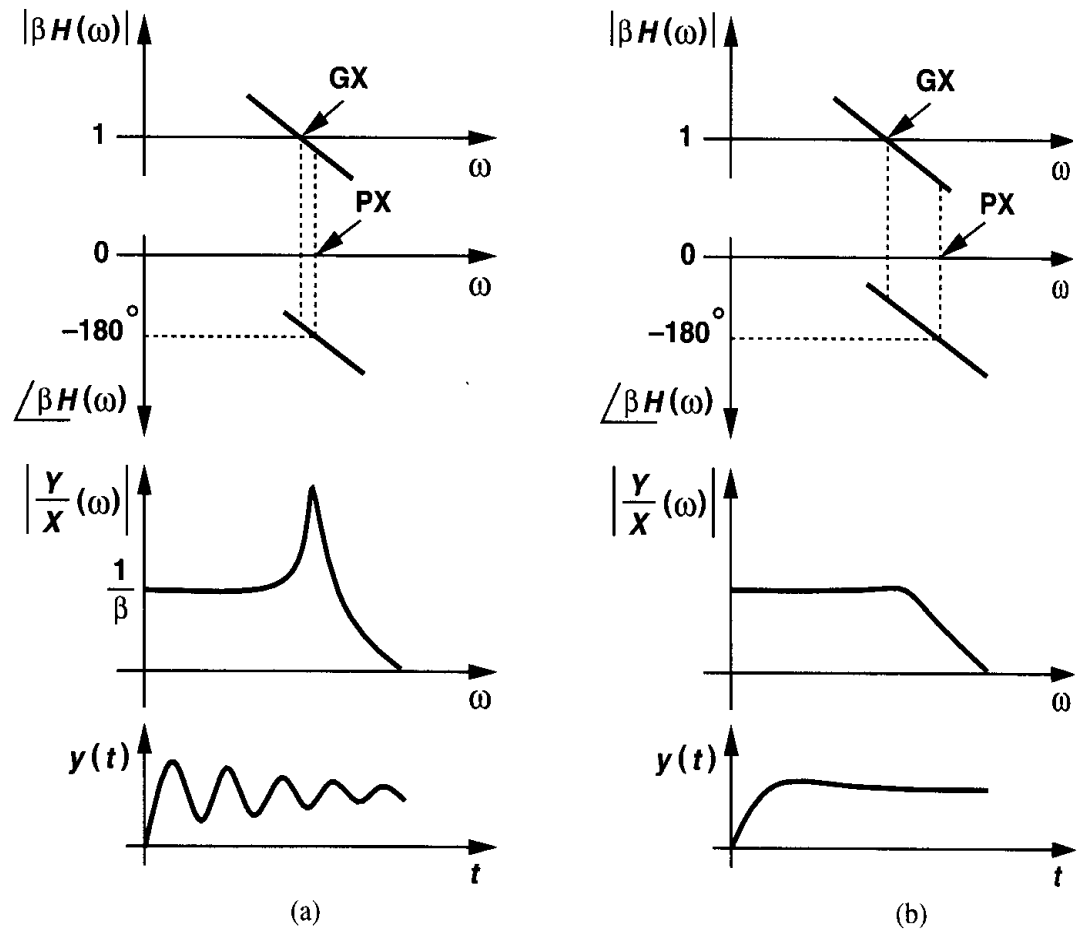 |βH(ω)|
GX
1
ω
PX
0
ω
−180°
∠βH(ω)
|Y/X (ω)|
1/β
ω
y(t)
t
(a)
|βH(ω)|
GX
1
ω
PX
0
ω
−180°
∠βH(ω)
|Y/X (ω)|
ω
y(t)
t
(b)